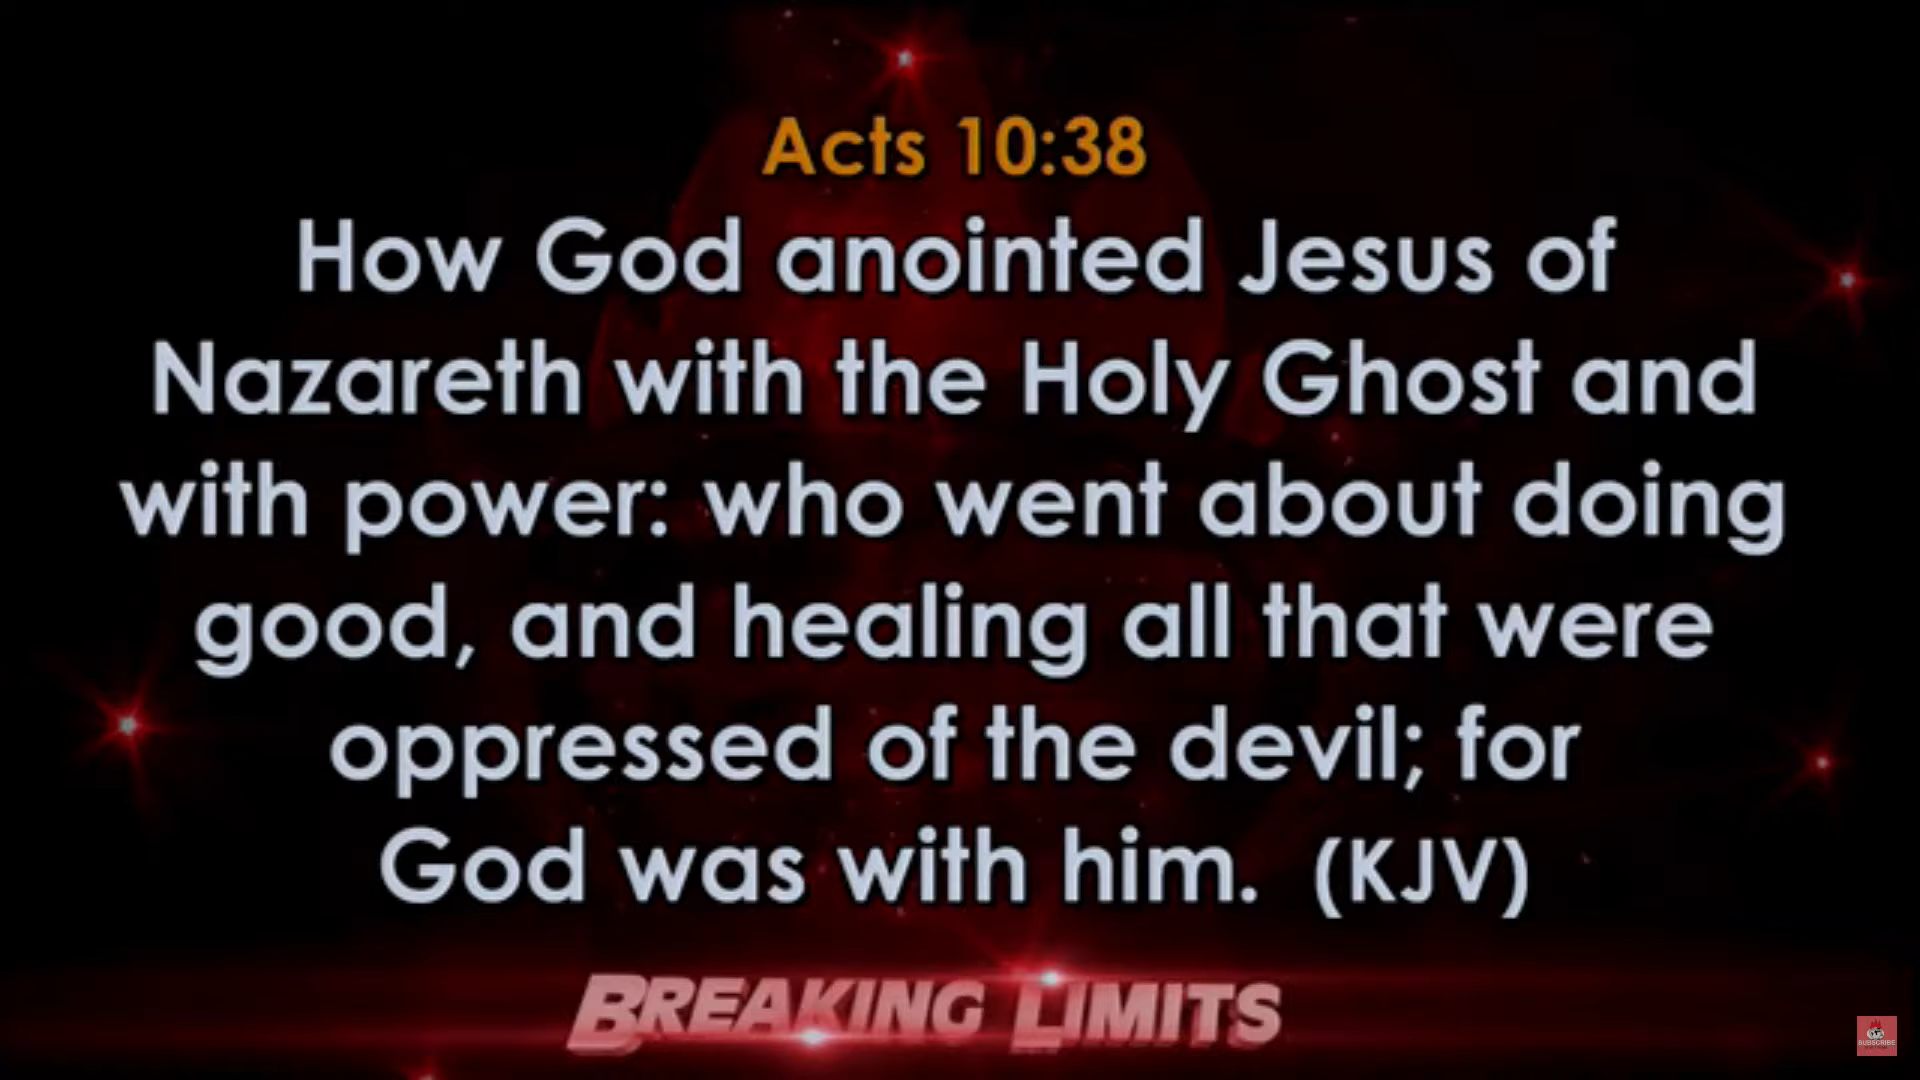 Acts 10:38
How God anointed Jesus of
Nazareth with the Holy Ghost and
with power: who went about doing
good, and healing all that were
oppressed of the devil; for
God was with him. (KJV)
BREAKING LIMITS
SUBSCRIBE